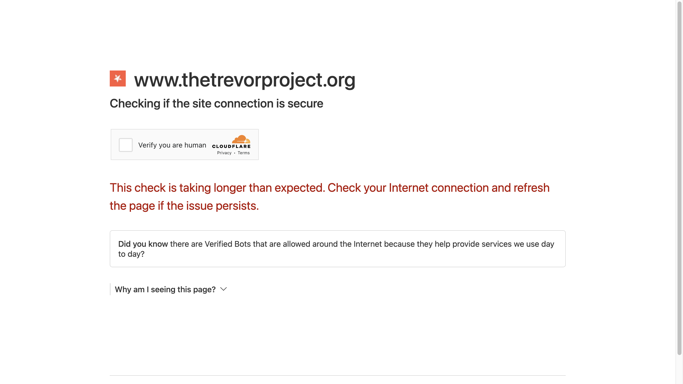 www.thetrevorproject.org
Checking if the site connection is secure
Verify you are human
CLOUDFLARE
Privacy • Terms
This check is taking longer than expected. Check your Internet connection and refresh
the page if the issue persists.
Did you know there are Verified Bots that are allowed around the Internet because they help provide services we use day
to day?
Why am I seeing this page?